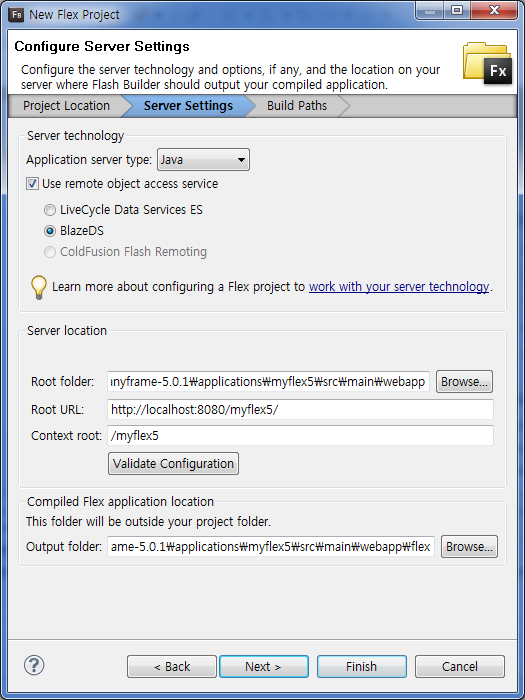 Fb New Flex Project
Configure Server Settings
Configure the server technology and options, if any, and the location on your
server where Flash Builder should output your compiled application.
Fx
Project Location Server Settings Build Paths
Server technology
Application server type: Java
Use remote object access service
LiveCycle Data Services ES
BlazeDS
ColdFusion Flash Remoting
Learn more about configuring a Flex project to work with your server technology.
Server location
Root folder: nyframe-5.0.1₩applications₩myflex5₩src₩main₩webapp Browse...
Root URL: http://localhost:8080/myflex5/
Context root: /myflex5
Validate Configuration
Compiled Flex application location
This folder will be outside your project folder.
Output folder: ame-5.0.1₩applications₩myflex5₩src₩main₩webapp₩flex Browse...
? < Back Next > Finish Cancel